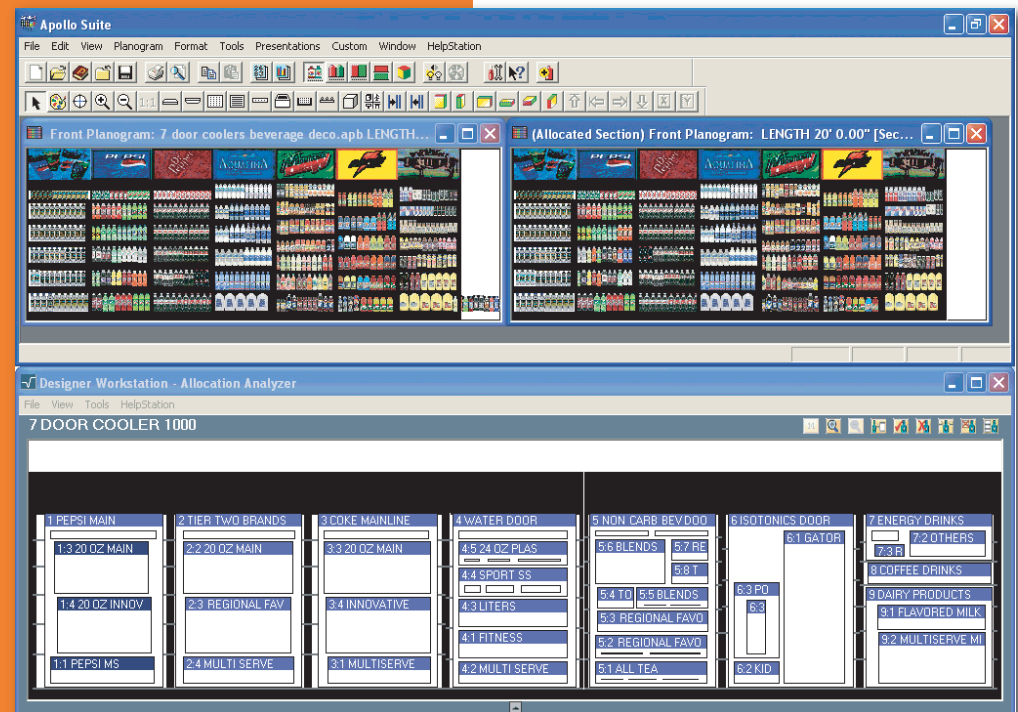 Apollo Suite
File Edit View Planogram Format Tools Presentations Custom Window HelpStation
1:1
Front Planogram: 7 door coolers beverage deco.apb LENGTH...
(Allocated Section) Front Planogram: LENGTH 20' 0.00" [Sec...
PEPSI AQUAFINA
PEPSI AQUAFINA
Designer Workstation - Allocation Analyzer
File View Tools HelpStation
7 DOOR COOLER 1000
1 PEPSI MAIN
1:3 20 OZ MAIN
1:4 20 OZ INNOV
1:1 PEPSI MS
2 TIER TWO BRANDS
2:2 20 OZ MAIN
2:3 REGIONAL FAV
2:4 MULTI SERVE
3 COKE MAINLINE
3:3 20 OZ MAIN
3:4 INNOVATIVE
3:1 MULTISERVE
4 WATER DOOR
4:5 24 OZ PLAS
4:4 SPORT SS
4:3 LITERS
4:1 FITNESS
4:2 MULTI SERVE
5 NON CARB BEV DOO
5:6 BLENDS 5:7 RE
5:8 T
5:4 TO 5:5 BLENDS
5:3 REGIONAL FAVO
5:2 REGIONAL FAVO
5:1 ALL TEA
6 ISOTONICS DOOR
6:1 GATOR
6:3 PO
6:3
6:2 KID
7 ENERGY DRINKS
7:2 OTHERS
7:3 R
8 COFFEE DRINKS
9 DAIRY PRODUCTS
9:1 FLAVORED MILK
9:2 MULTISERVE MI